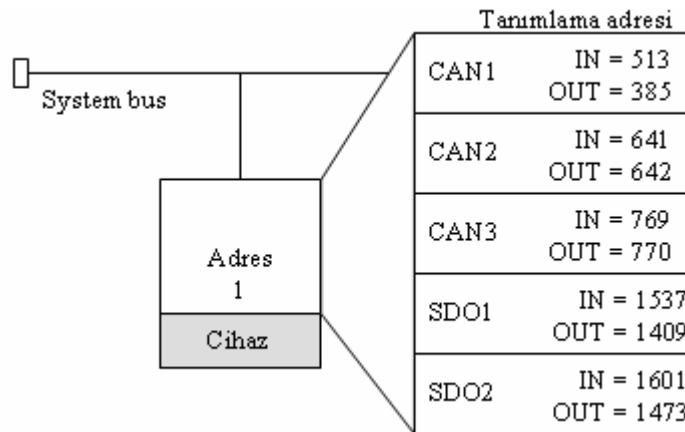 Tanımlama adresi
System bus
CAN1
IN = 513
OUT = 385
CAN2
IN = 641
OUT = 642
CAN3
IN = 769
OUT = 770
SDO1
IN = 1537
OUT = 1409
SDO2
IN = 1601
OUT = 1473
Adres
1
Cihaz